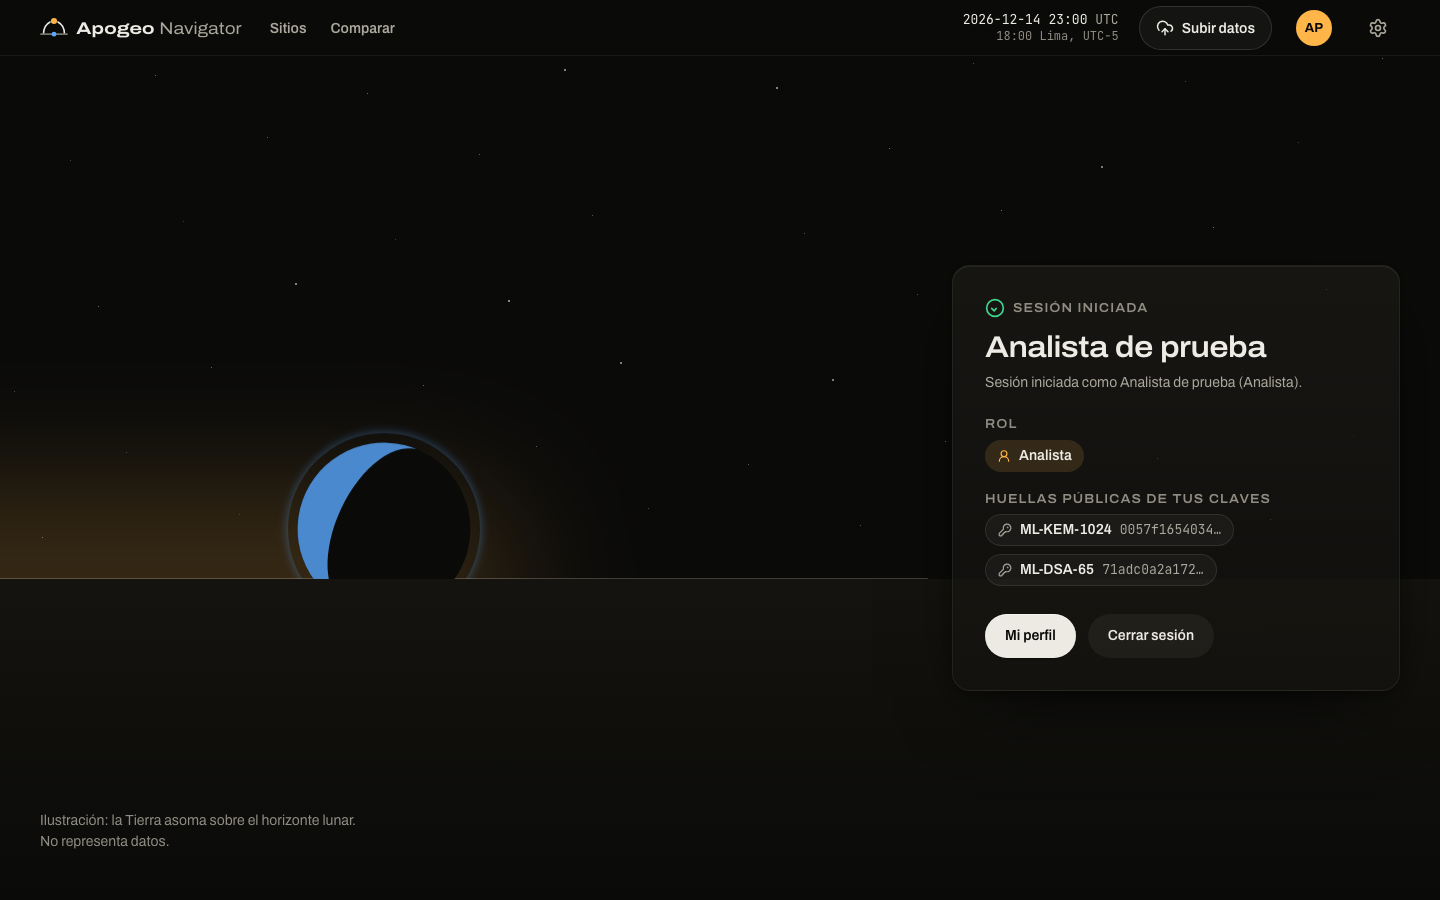 Apogeo Navigator
Sitios
Comparar
2026-12-14 23:00 UTC
18:00 Lima, UTC-5
Subir datos
AP
SESIÓN INICIADA
Analista de prueba
Sesión iniciada como Analista de prueba (Analista).
ROL
Analista
HUELLAS PÚBLICAS DE TUS CLAVES
ML-KEM-1024 0057f1654034…
ML-DSA-65 71adc0a2a172…
Mi perfil
Cerrar sesión
Ilustración: la Tierra asoma sobre el horizonte lunar.
No representa datos.